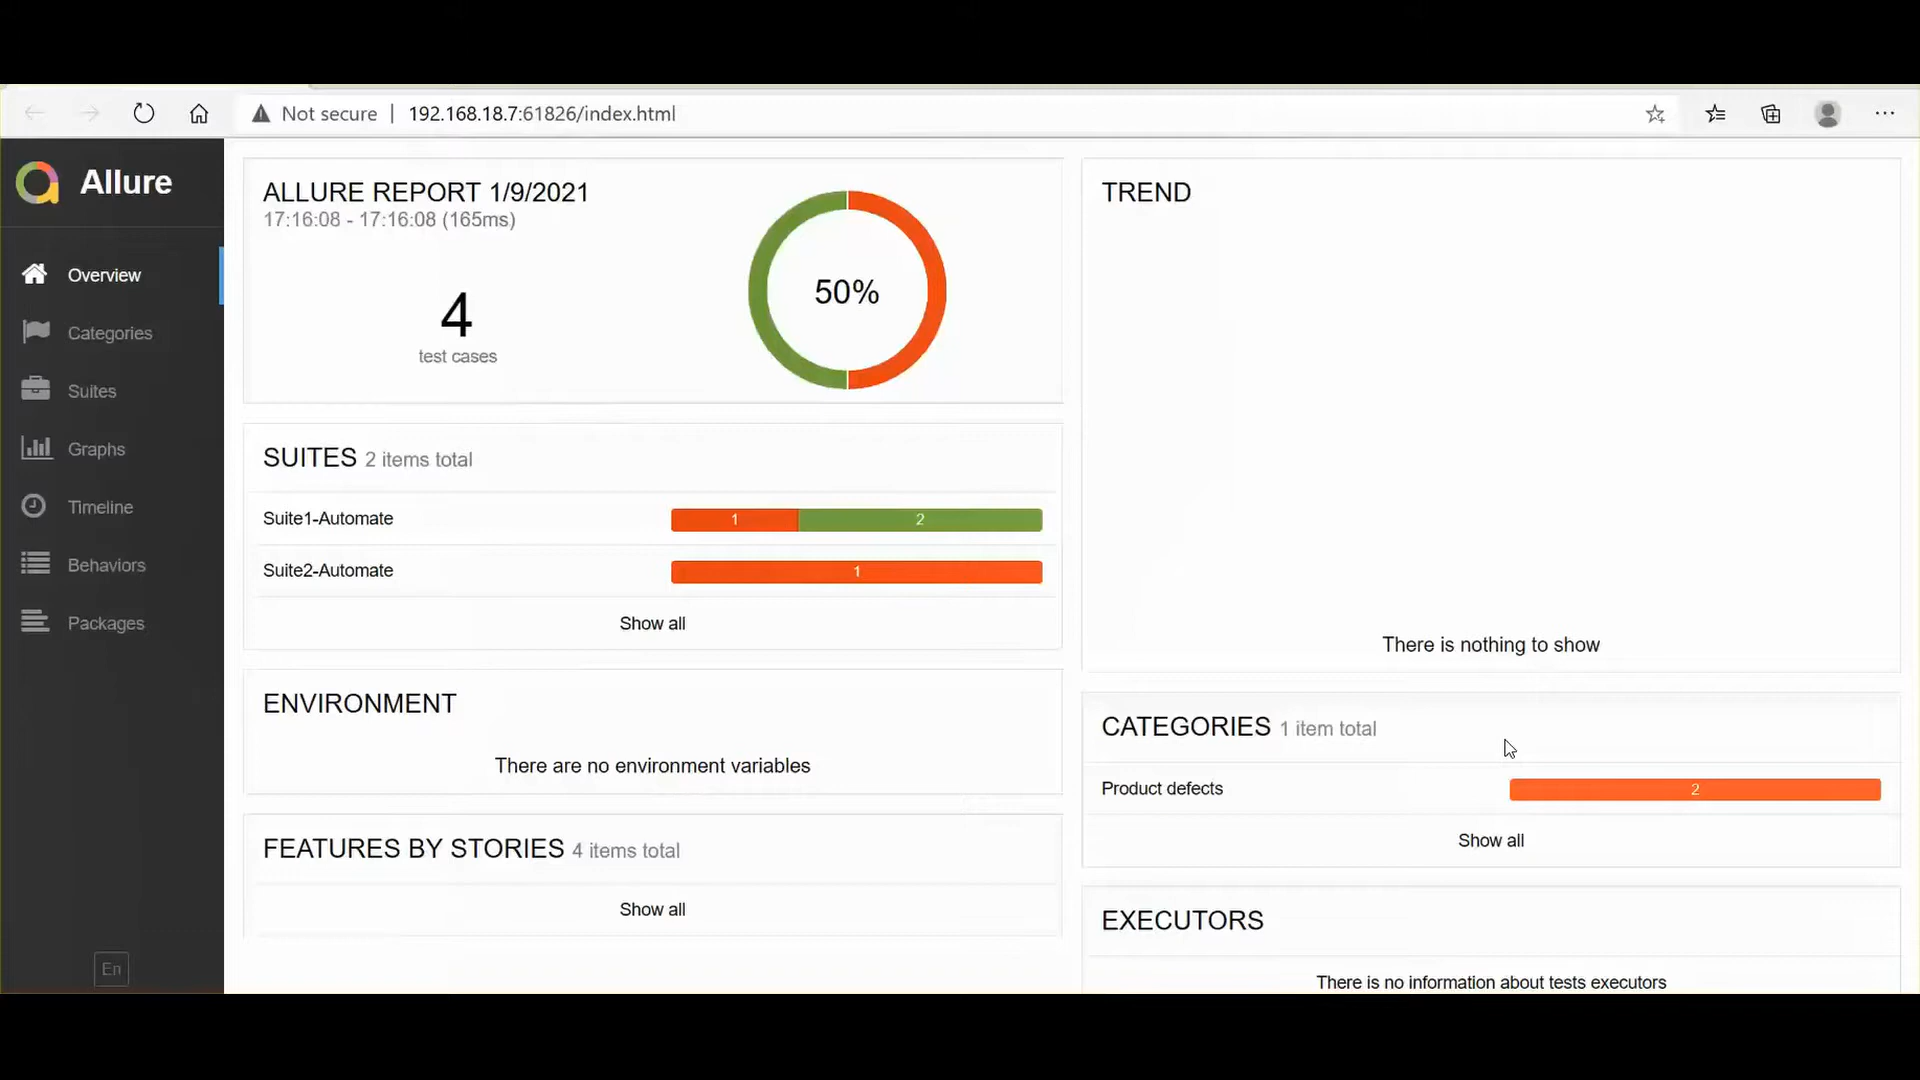 Not secure | 192.168.18.7:61826/index.html
Allure
Overview
Categories
Suites
Graphs
Timeline
Behaviors
Packages
En
ALLURE REPORT 1/9/2021
17:16:08 - 17:16:08 (165ms)
4
test cases
50%
SUITES 2 items total
Suite1-Automate 1 2
Suite2-Automate 1
Show all
ENVIRONMENT
There are no environment variables
FEATURES BY STORIES 4 items total
Show all
TREND
There is nothing to show
CATEGORIES 1 item total
Product defects 2
Show all
EXECUTORS
There is no information about tests executors